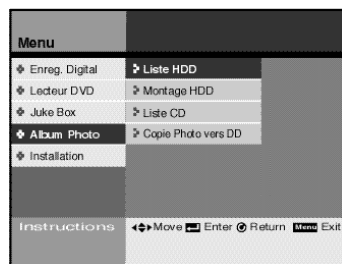 Menu
Enreg. Digital
Liste HDD
Lecteur DVD
Montage HDD
Juke Box
Liste CD
Album Photo
Copie Photo vers DD
Installation
Instructions
Move Enter Return Menu Exit